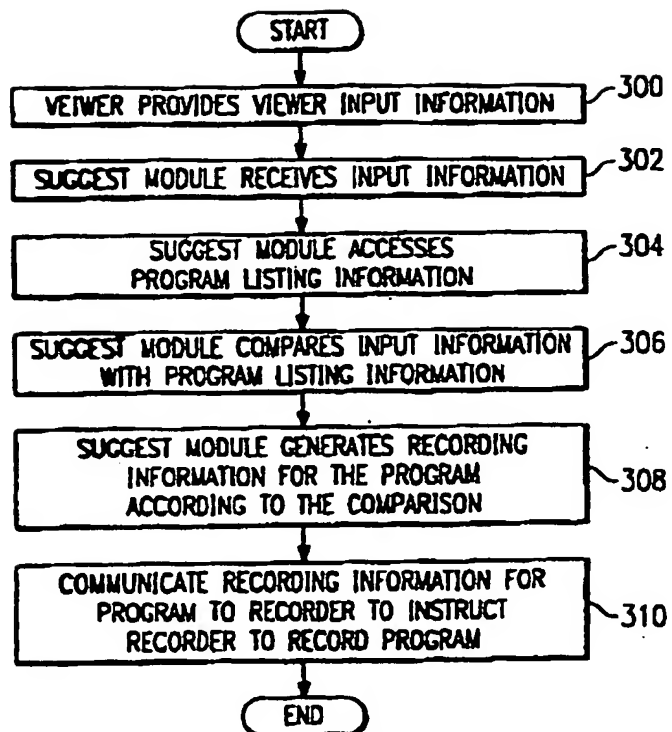 START
VEIWER PROVIDES VIEWER INPUT INFORMATION
300
SUGGEST MODULE RECEIVES INPUT INFORMATION
302
SUGGEST MODULE ACCESSES
PROGRAM LISTING INFORMATION
304
SUGGEST MODULE COMPARES INPUT INFORMATION
WITH PROGRAM LISTING INFORMATION
306
SUGGEST MODULE GENERATES RECORDING
INFORMATION FOR THE PROGRAM
ACCORDING TO THE COMPARISON
308
COMMUNICATE RECORDING INFORMATION FOR
PROGRAM TO RECORDER TO INSTRUCT
RECORDER TO RECORD PROGRAM
310
END